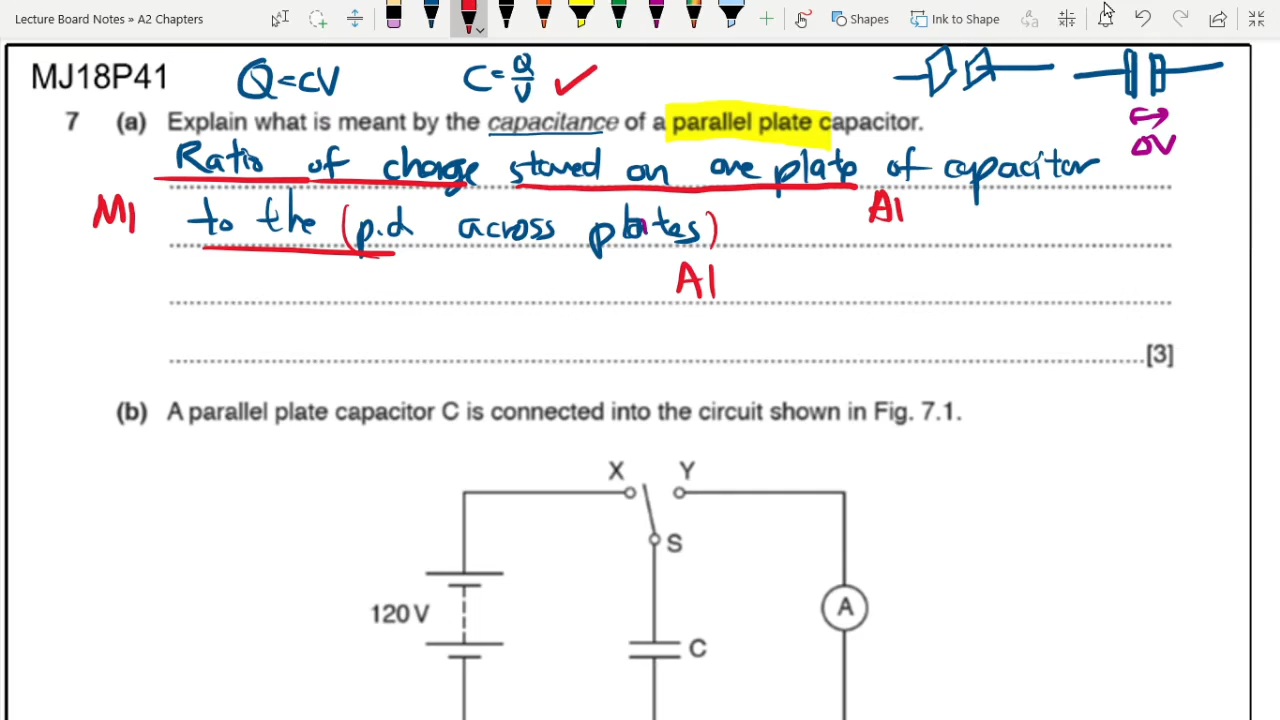 Lecture Board Notes » A2 Chapters
Shapes
Ink to Shape
MJ18P41
Q=CV
C=Q/V
7 (a) Explain what is meant by the capacitance of a parallel plate capacitor.
ΔV
Ratio of charge stored on one plate of capacitor
M1
to the (p.d across plates)
A1
A1
[3]
(b) A parallel plate capacitor C is connected into the circuit shown in Fig. 7.1.
X Y
S
120 V
A
C